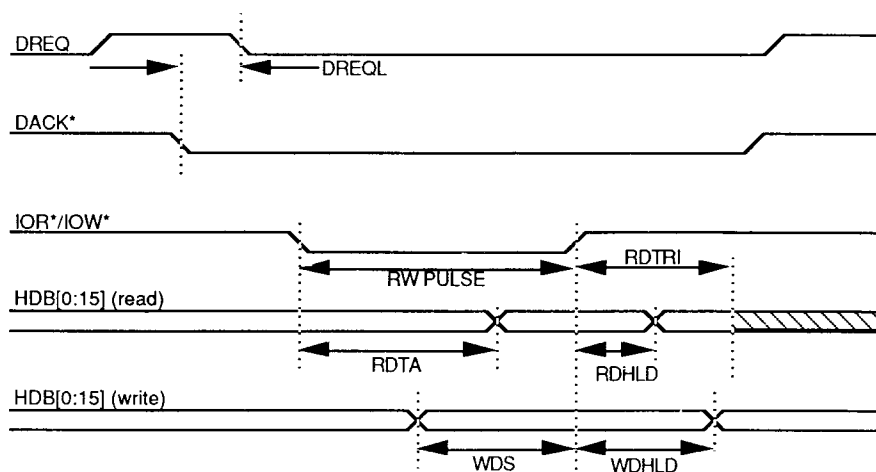 DREQ
DREQL
DACK*
IOR*/IOW*
RDTRI
RW PULSE
HDB[0:15] (read)
RDTA
RDHLD
HDB[0:15] (write)
WDS
WDHLD